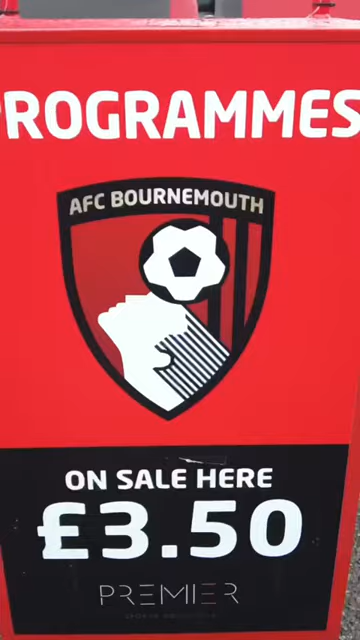 PROGRAMMES
AFC BOURNEMOUTH
ON SALE HERE
£3.50
PREMIER